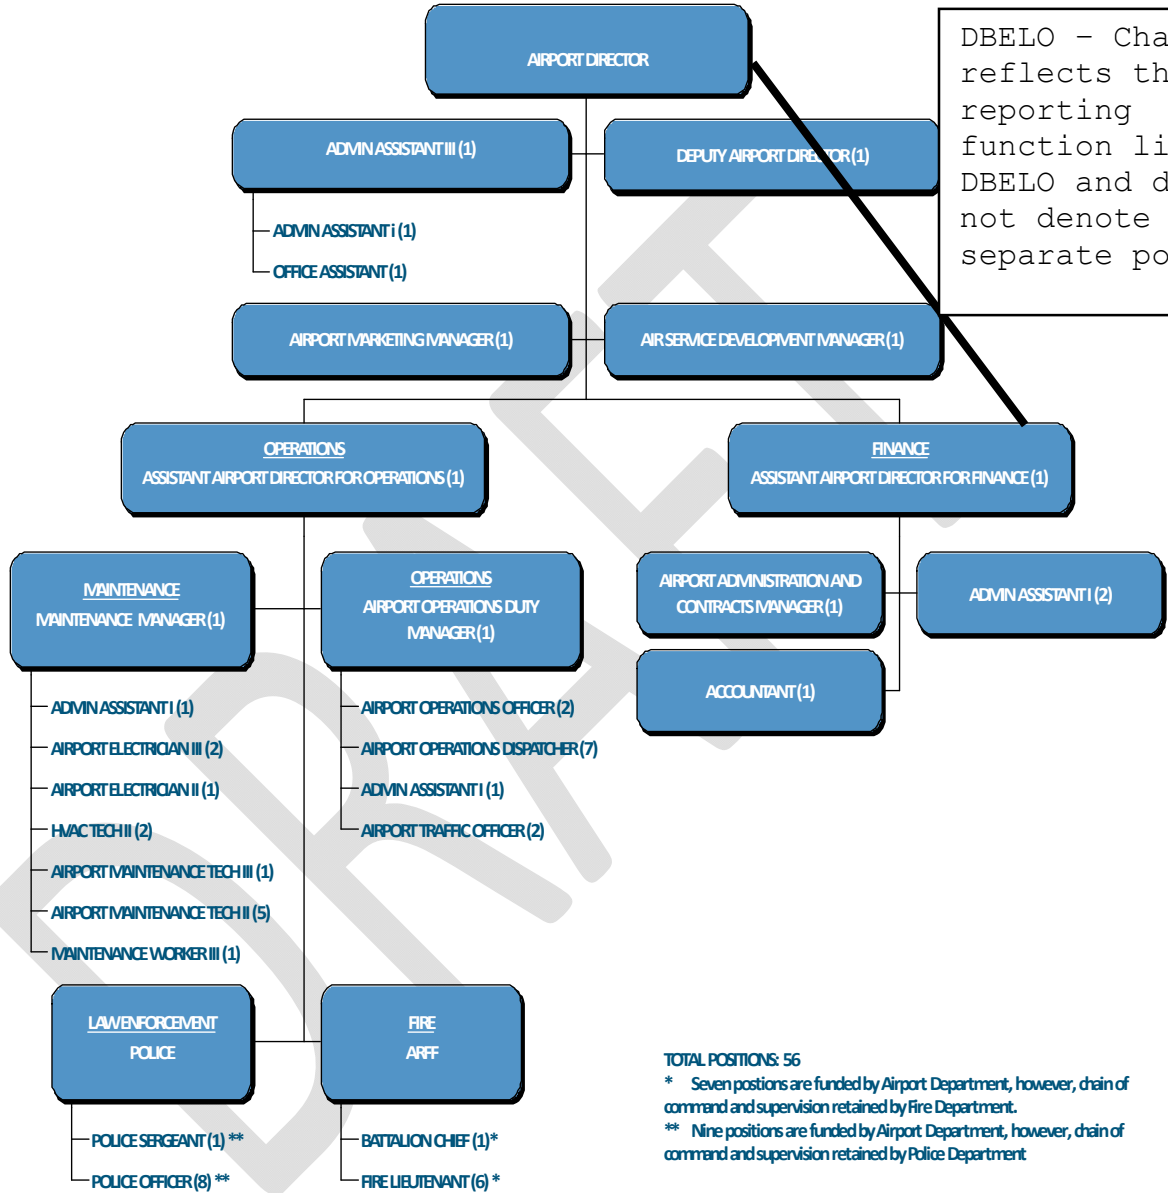 AIRPORT DIRECTOR
DBELO – Cha
reflects th
reporting
function li
DBELO and d
not denote
separate po
ADMIN ASSISTANT III (1)
DEPUTY AIRPORT DIRECTOR (1)
ADMIN ASSISTANT i (1)
OFFICE ASSISTANT (1)
AIRPORT MARKETING MANAGER (1)
AIR SERVICE DEVELOPMENT MANAGER (1)
OPERATIONS
ASSISTANT AIRPORT DIRECTOR FOR OPERATIONS (1)
FINANCE
ASSISTANT AIRPORT DIRECTOR FOR FINANCE (1)
MAINTENANCE
MAINTENANCE MANAGER (1)
OPERATIONS
AIRPORT OPERATIONS DUTY
MANAGER (1)
AIRPORT ADMINISTRATION AND
CONTRACTS MANAGER (1)
ADMIN ASSISTANT I (2)
ACCOUNTANT (1)
ADMIN ASSISTANT I (1)
AIRPORT ELECTRICIAN III (2)
AIRPORT ELECTRICIAN II (1)
HVAC TECH II (2)
AIRPORT MAINTENANCE TECH III (1)
AIRPORT MAINTENANCE TECH II (5)
MAINTENANCE WORKER III (1)
AIRPORT OPERATIONS OFFICER (2)
AIRPORT OPERATIONS DISPATCHER (7)
ADMIN ASSISTANT I (1)
AIRPORT TRAFFIC OFFICER (2)
LAW ENFORCEMENT
POLICE
FIRE
ARFF
POLICE SERGEANT (1) **
POLICE OFFICER (8) **
BATTALION CHIEF (1)*
FIRE LIEUTENANT (6) *
TOTAL POSITIONS: 56
* Seven postions are funded by Airport Department, however, chain of
command and supervision retained by Fire Department.
** Nine positions are funded by Airport Department, however, chain of
command and supervision retained by Police Department
DRAFT